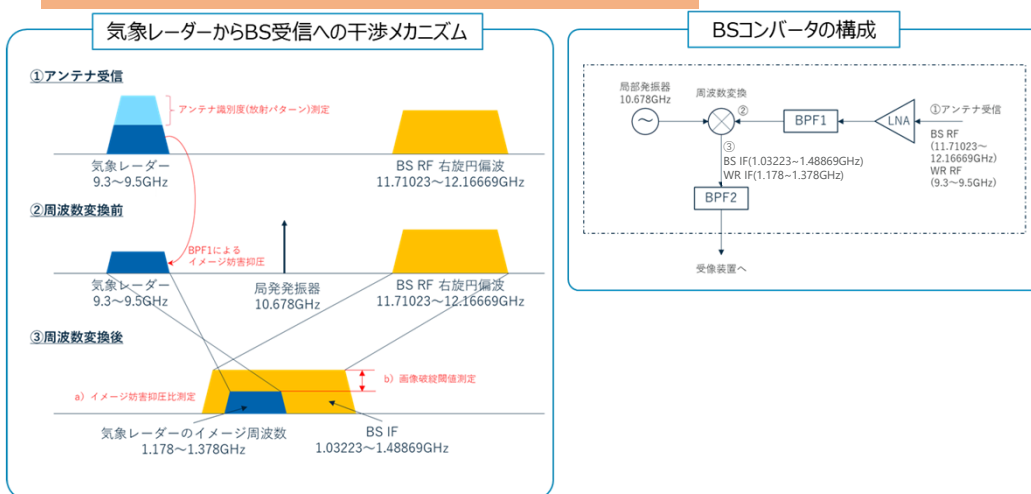 気象レーダーからBS受信への干渉メカニズム
①アンテナ受信
アンテナ識別度(放射パターン)測定
気象レーダー
9.3～9.5GHz
BS RF 右旋円偏波
11.71023～12.16669GHz
②周波数変換前
BPF1による
イメージ妨害抑圧
気象レーダー
9.3～9.5GHz
局発発振器
10.678GHz
BS RF 右旋円偏波
11.71023～12.16669GHz
③周波数変換後
b）画像破綻閾値測定
a）イメージ妨害抑圧比測定
気象レーダーのイメージ周波数
1.178～1.378GHz
BS IF
1.03223～1.48869GHz
BSコンバータの構成
局部発振器
10.678GHz
周波数変換
②
BPF1
LNA
①アンテナ受信
BS RF
(11.71023～
12.16669GHz)
WR RF
(9.3～9.5GHz)
③
BS IF(1.03223~1.48869GHz)
WR IF(1.178～1.378GHz)
BPF2
受像装置へ